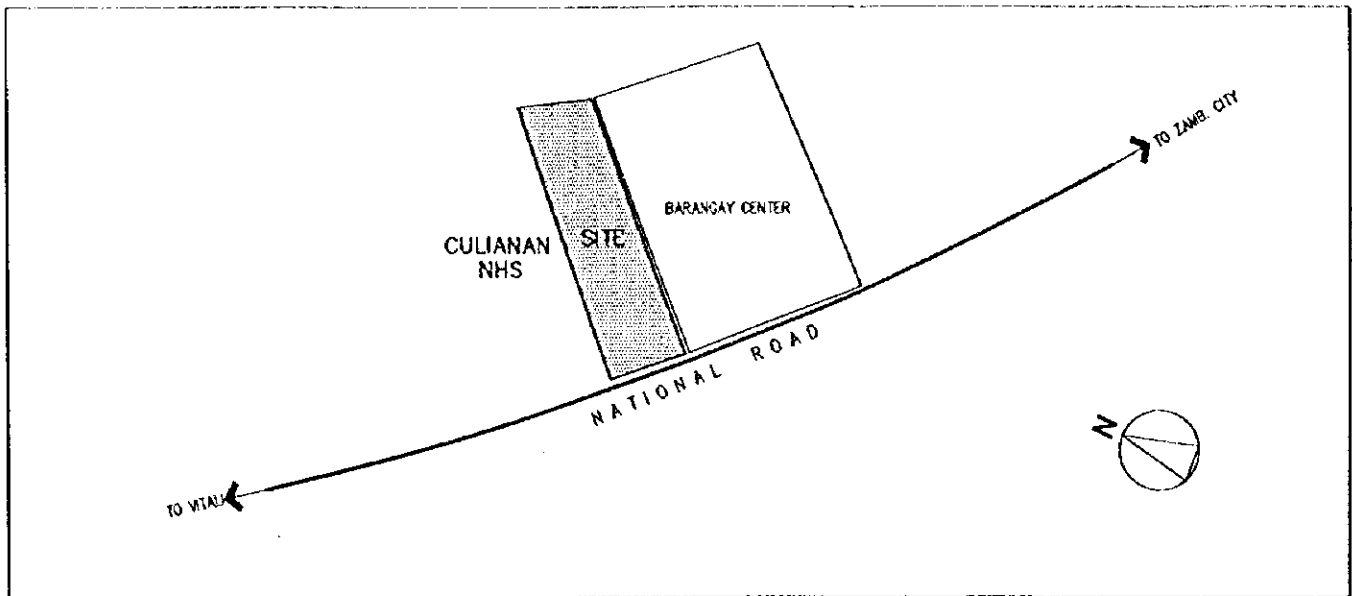 TO ZAMB. CITY
BARANGAY CENTER
SITE
CULIANAN
NHS
NATIONAL ROAD
N
TO VITALI